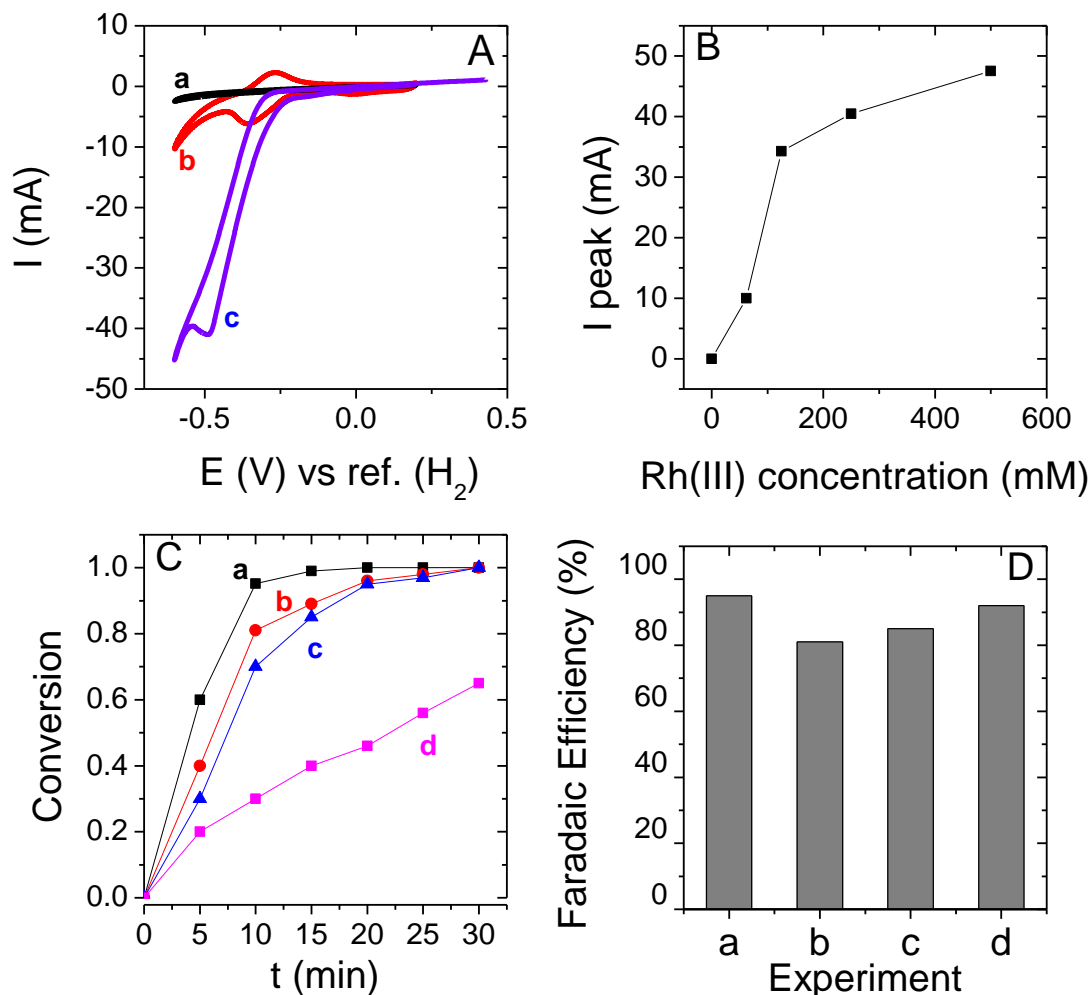 A
a
b
c
10
0
-10
-20
-30
-40
-50
-0.5
0.0
0.5
I (mA)
E (V) vs ref. (H2)
B
50
40
30
20
10
0
0
200
400
600
I peak (mA)
Rh(III) concentration (mM)
C
a
b
c
d
1.0
0.8
0.6
0.4
0.2
0.0
0
5
10
15
20
25
30
Conversion
t (min)
D
100
80
60
40
20
0
a
b
c
d
Faradaic Efficiency (%)
Experiment